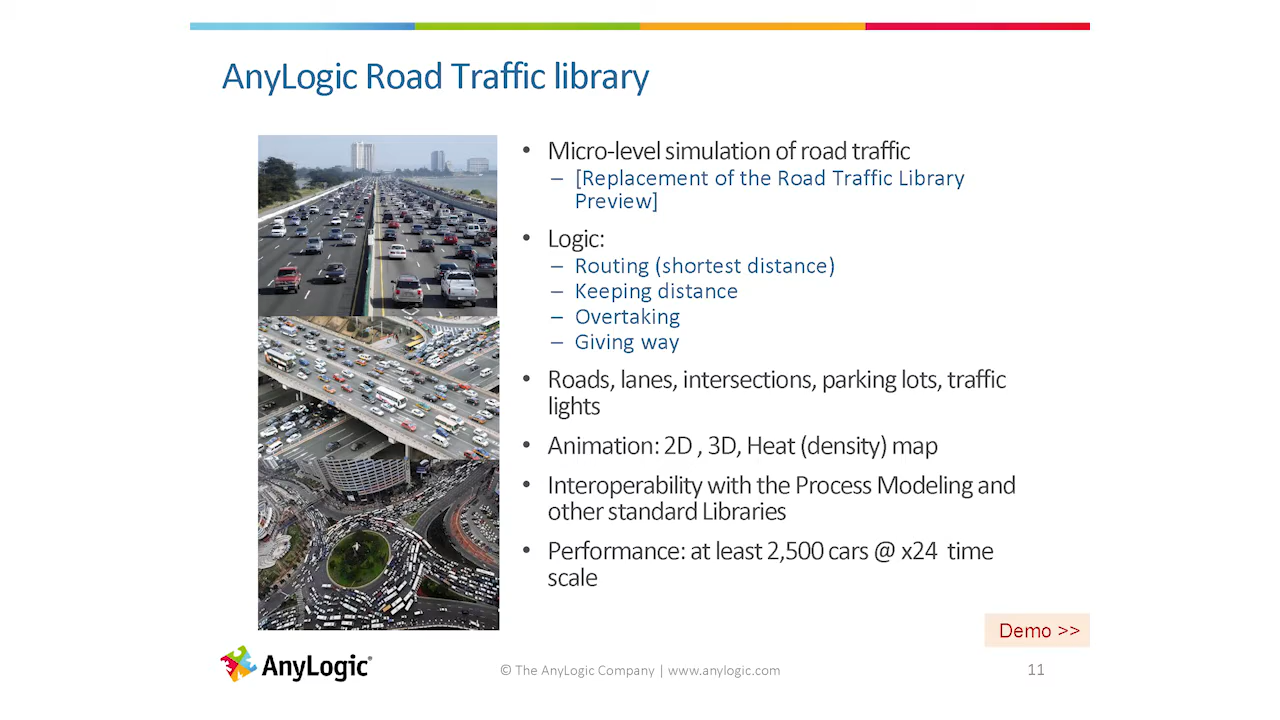 AnyLogic Road Traffic library
• Micro-level simulation of road traffic
– [Replacement of the Road Traffic Library
Preview]
• Logic:
– Routing (shortest distance)
– Keeping distance
– Overtaking
– Giving way
• Roads, lanes, intersections, parking lots, traffic
lights
• Animation: 2D , 3D, Heat (density) map
• Interoperability with the Process Modeling and
other standard Libraries
• Performance: at least 2,500 cars @ x24 time
scale
Demo >>
AnyLogic®
© The AnyLogic Company | www.anylogic.com
11